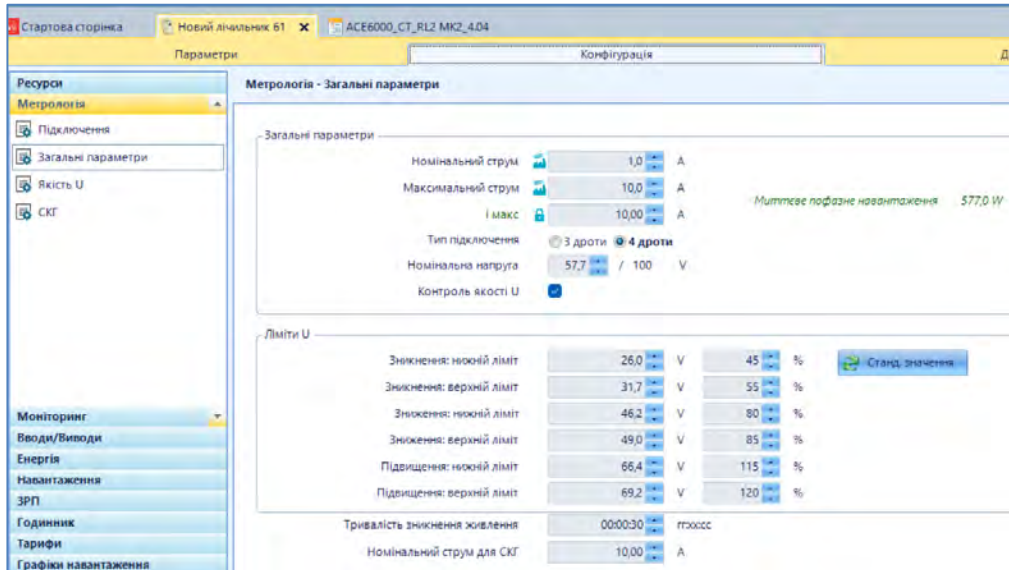 Стартова сторінка
Новий лічильник 61
ACE6000_CT_RL2 MK2_4.04
Параметри
Конфігурація
Д
Ресурси
Метрологія
Підключення
Загальні параметри
Якість U
СКГ
Моніторинг
Вводи/Виводи
Енергія
Навантаження
ЗРП
Годинник
Тарифи
Графіки навантаження
Метрологія - Загальні параметри
Загальні параметри
Номінальний струм 1,0 A
Максимальний струм 10,0 A
І макс 10,00 A
Миттєве пофазне навантаження 577,0 W
Тип підключення 3 дроти 4 дроти
Номінальна напруга 57,7 / 100 V
Контроль якості U
Ліміти U
Зникнення: нижній ліміт 26,0 V 45 %
Станд. значення
Зникнення: верхній ліміт 31,7 V 55 %
Зниження: нижній ліміт 46,2 V 80 %
Зниження: верхній ліміт 49,0 V 85 %
Підвищення: нижній ліміт 66,4 V 115 %
Підвищення: верхній ліміт 69,2 V 120 %
Тривалість зникнення живлення 00:00:30
Номінальний струм для СКГ 10,00 A